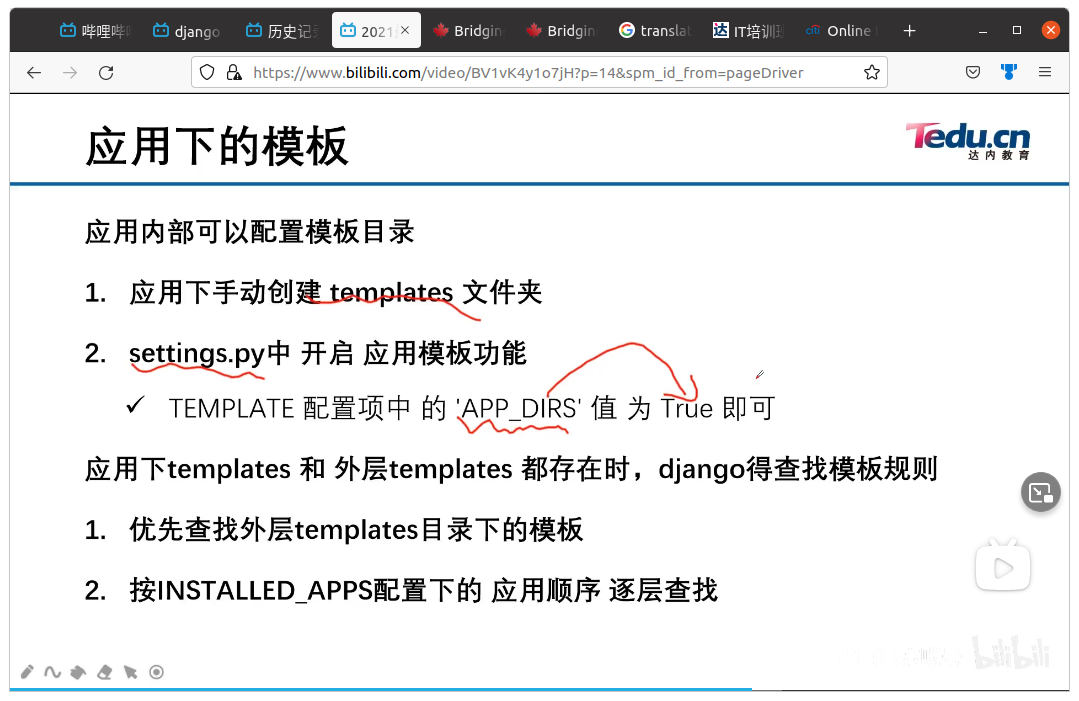 哔哩哔
django
历史记录
2021
Bridgin
Bridgin
translat
IT培训班
Online
https://www.bilibili.com/video/BV1vK4y1o7jH?p=14&spm_id_from=pageDriver
应用下的模板
Tedu.cn
达内教育
应用内部可以配置模板目录
1. 应用下手动创建 templates 文件夹
2. settings.py中 开启 应用模板功能
✓ TEMPLATE 配置项中 的 'APP_DIRS' 值 为 True 即可
应用下templates 和 外层templates 都存在时，django得查找模板规则
1. 优先查找外层templates目录下的模板
2. 按INSTALLED_APPS配置下的 应用顺序 逐层查找
bilibili